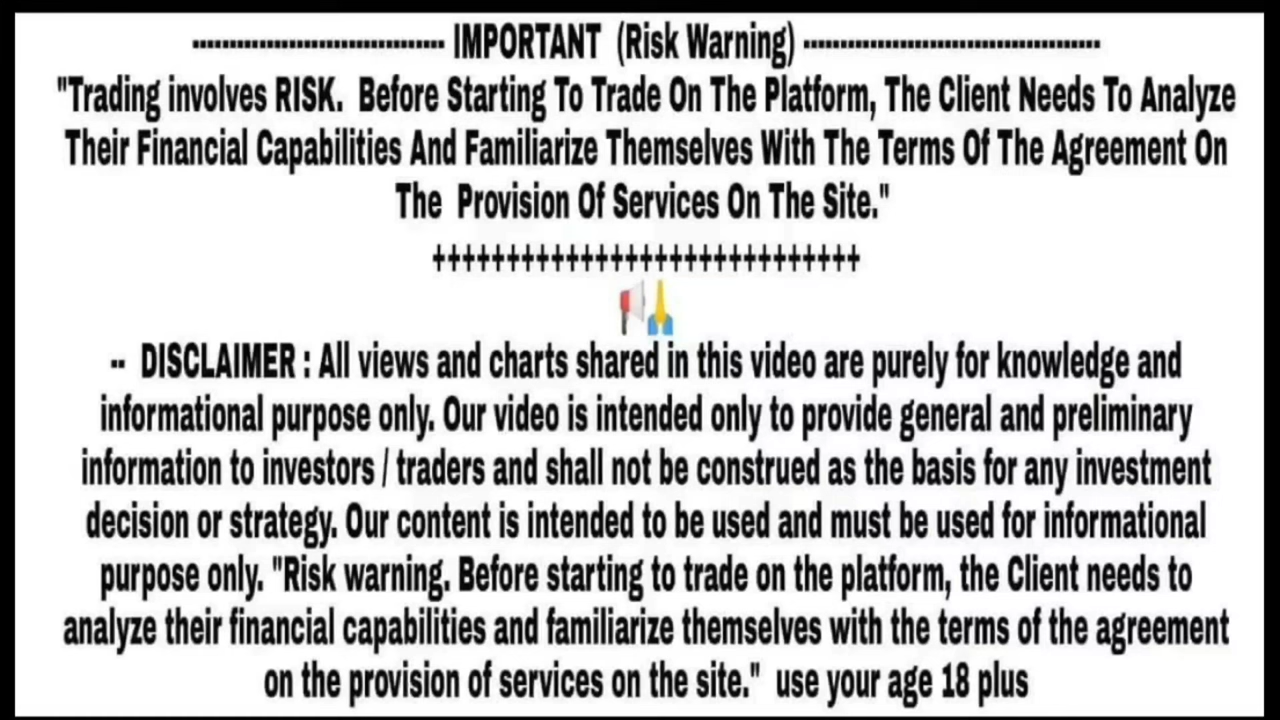 ---------------------------------- IMPORTANT (Risk Warning) ----------------------------------------
"Trading involves RISK. Before Starting To Trade On The Platform, The Client Needs To Analyze
Their Financial Capabilities And Familiarize Themselves With The Terms Of The Agreement On
The Provision Of Services On The Site."
+++++++++++++++++++++++++++++
📢🙏
-- DISCLAIMER : All views and charts shared in this video are purely for knowledge and
informational purpose only. Our video is intended only to provide general and preliminary
information to investors / traders and shall not be construed as the basis for any investment
decision or strategy. Our content is intended to be used and must be used for informational
purpose only. "Risk warning. Before starting to trade on the platform, the Client needs to
analyze their financial capabilities and familiarize themselves with the terms of the agreement
on the provision of services on the site." use your age 18 plus